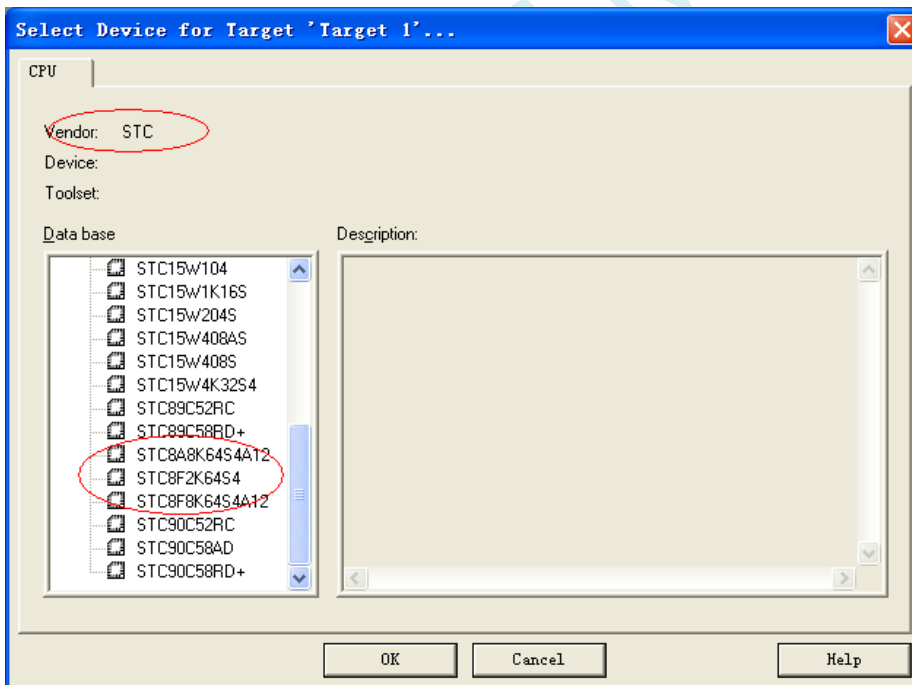 Select Device for Target 'Target 1'...
CPU
Vendor: STC
Device:
Toolset:
Data base
Description:
STC15W104
STC15W1K16S
STC15W204S
STC15W408AS
STC15W408S
STC15W4K32S4
STC89C52RC
STC89C58RD+
STC8A8K64S4A12
STC8F2K64S4
STC8F8K64S4A12
STC90C52RC
STC90C58AD
STC90C58RD+
OK
Cancel
Help